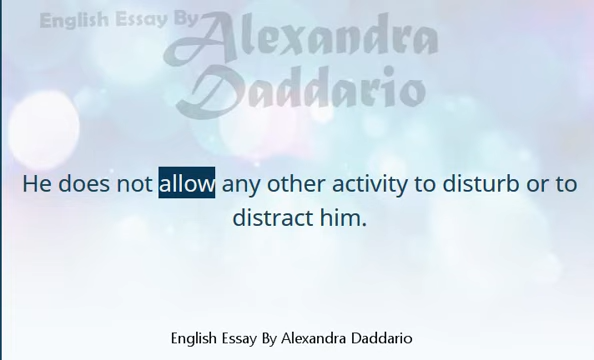 English Essay By Alexandra
Daddario
He does not allow any other activity to disturb or to
distract him.
English Essay By Alexandra Daddario